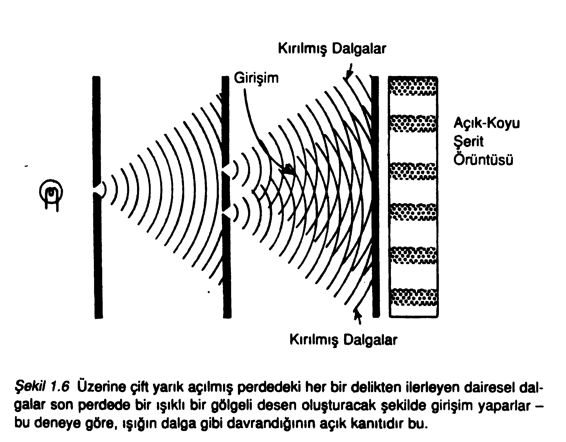 Kırılmış Dalgalar
Girişim
Açık-Koyu
Şerit
Örüntüsü
Kırılmış Dalgalar
Şekil 1.6 Üzerine çift yarık açılmış perdedeki her bir delikten ilerleyen dairesel dal-
galar son perdede bir ışıklı bir gölgeli desen oluşturacak şekilde girişim yaparlar –
bu deneye göre, ışığın dalga gibi davrandığının açık kanıtıdır bu.